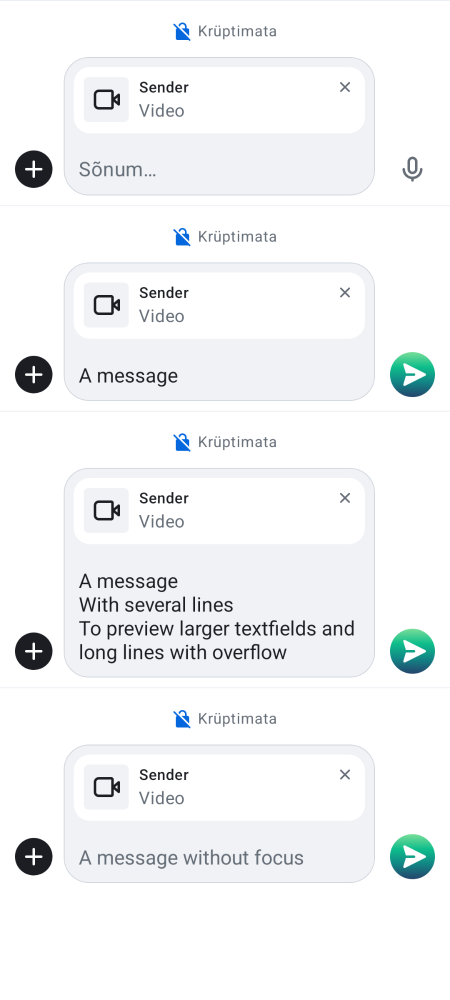 Krüptimata
Sender
Video
Sõnum…
Krüptimata
Sender
Video
A message
Krüptimata
Sender
Video
A message
With several lines
To preview larger textfields and
long lines with overflow
Krüptimata
Sender
Video
A message without focus